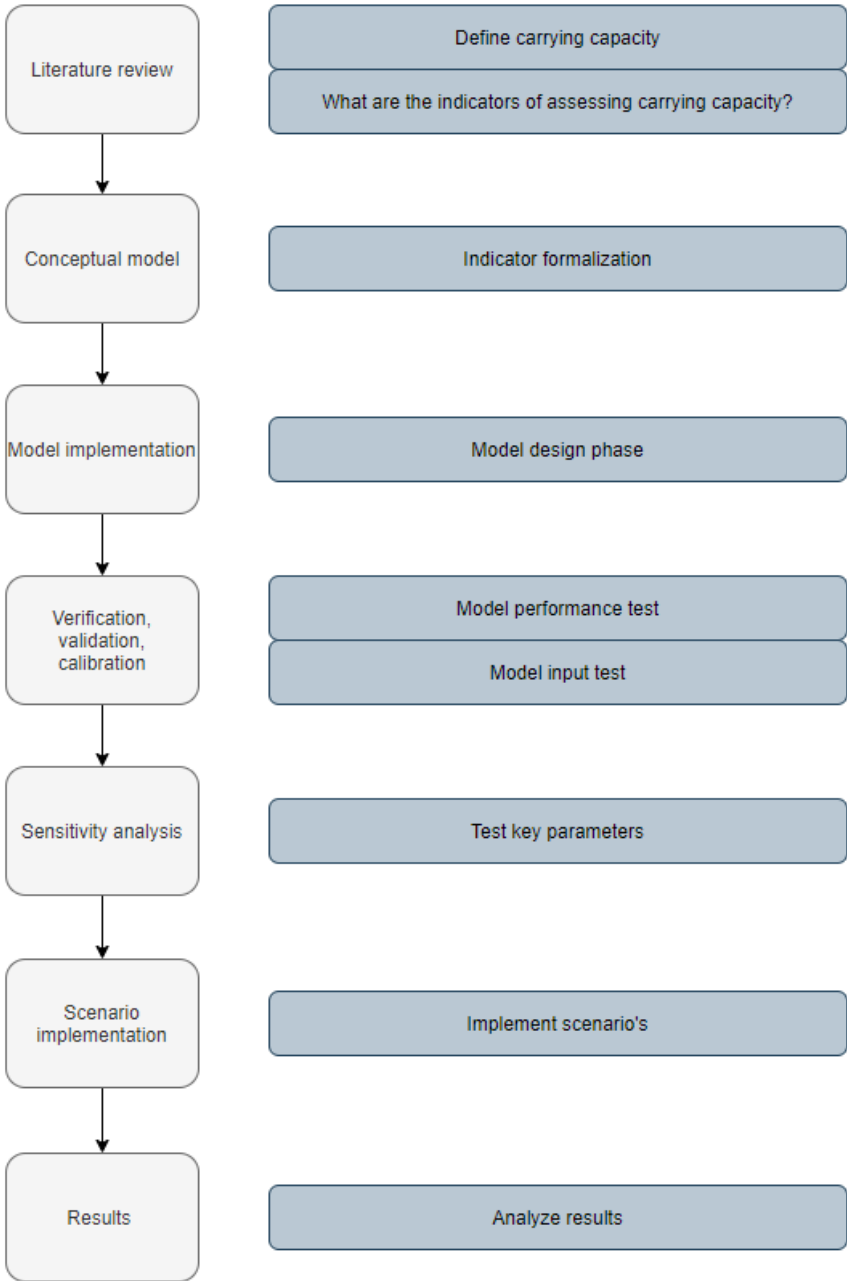 Literature review
Define carrying capacity
What are the indicators of assessing carrying capacity?
Conceptual model
Indicator formalization
Model implementation
Model design phase
Verification,
validation,
calibration
Model performance test
Model input test
Sensitivity analysis
Test key parameters
Scenario
implementation
Implement scenario's
Results
Analyze results